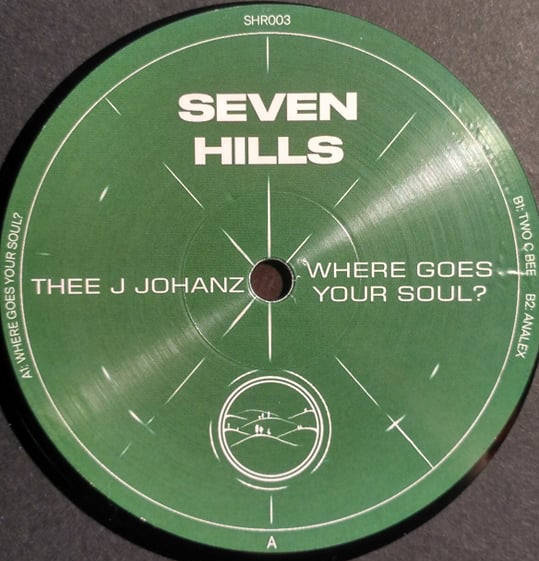 SHR003
SEVEN
HILLS
THEE J JOHANZ
WHERE GOES
YOUR SOUL?
A1: WHERE GOES YOUR SOUL?
B1: TWO C BEE B2: ANALEX
A